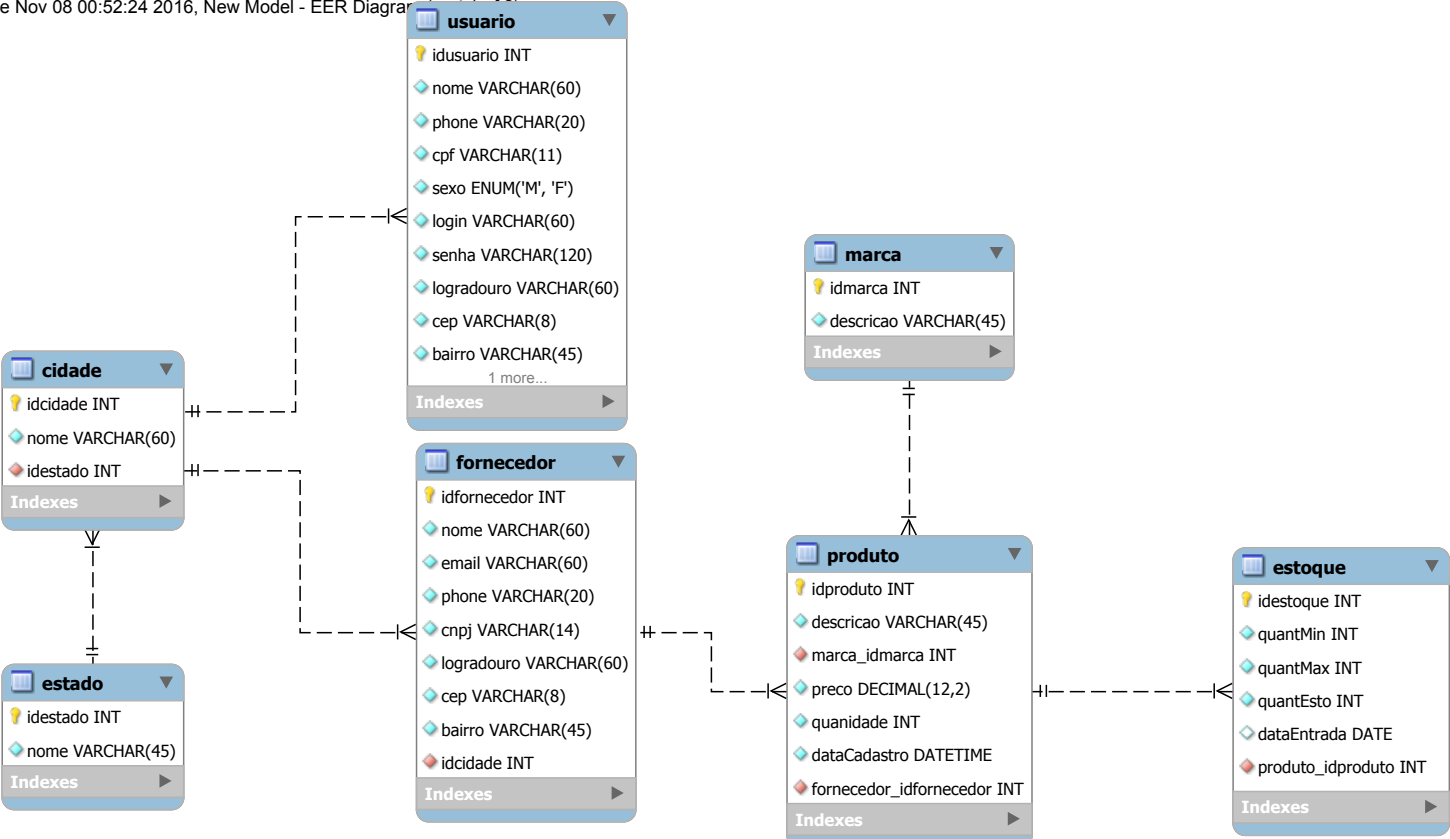 e Nov 08 00:52:24 2016, New Model - EER Diagra
usuario
idusuario INT
nome VARCHAR(60)
phone VARCHAR(20)
cpf VARCHAR(11)
sexo ENUM('M', 'F')
login VARCHAR(60)
senha VARCHAR(120)
logradouro VARCHAR(60)
cep VARCHAR(8)
bairro VARCHAR(45)
1 more...
Indexes
marca
idmarca INT
descricao VARCHAR(45)
Indexes
cidade
idcidade INT
nome VARCHAR(60)
idestado INT
Indexes
fornecedor
idfornecedor INT
nome VARCHAR(60)
email VARCHAR(60)
phone VARCHAR(20)
cnpj VARCHAR(14)
logradouro VARCHAR(60)
cep VARCHAR(8)
bairro VARCHAR(45)
idcidade INT
Indexes
produto
idproduto INT
descricao VARCHAR(45)
marca_idmarca INT
preco DECIMAL(12,2)
quanidade INT
dataCadastro DATETIME
fornecedor_idfornecedor INT
Indexes
estoque
idestoque INT
quantMin INT
quantMax INT
quantEsto INT
dataEntrada DATE
produto_idproduto INT
Indexes
estado
idestado INT
nome VARCHAR(45)
Indexes